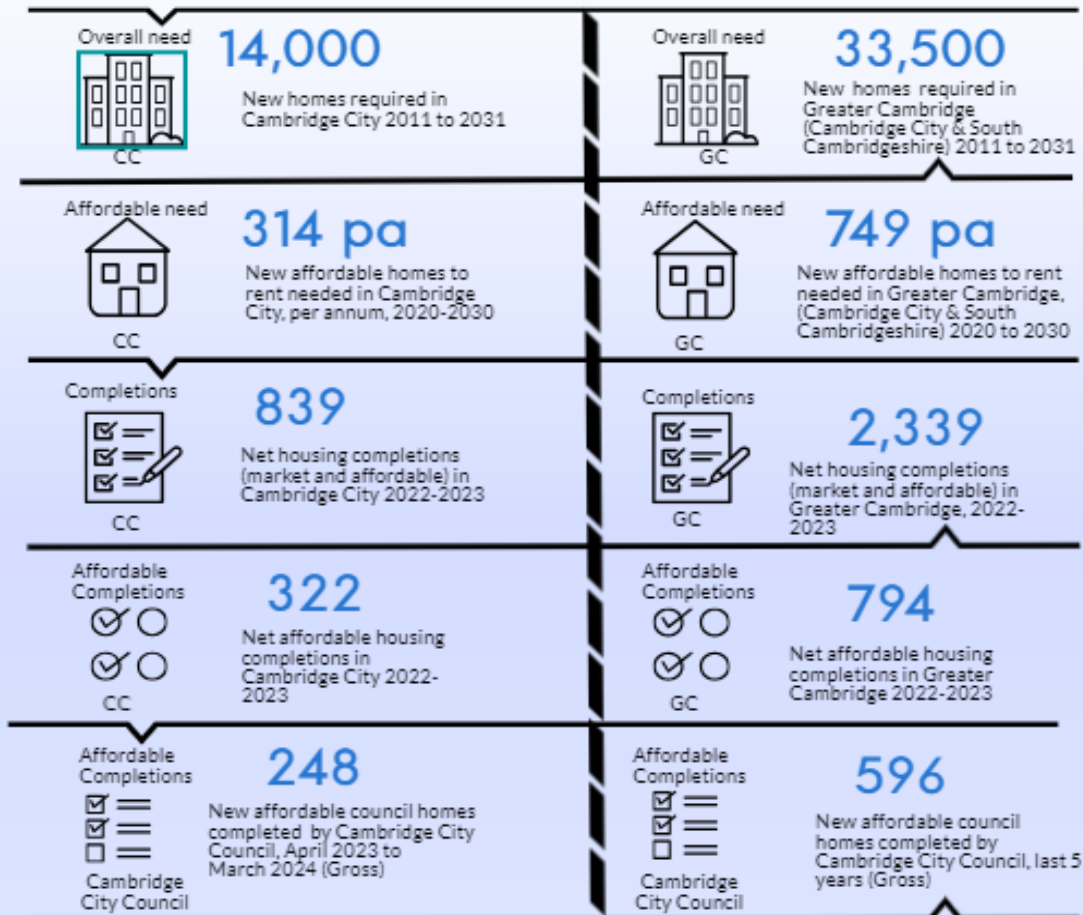 Overall need
14,000
New homes required in
Cambridge City 2011 to 2031
CC
Overall need
33,500
New homes required in
Greater Cambridge
(Cambridge City & South
Cambridgeshire) 2011 to 2031
GC
Affordable need
314 pa
New affordable homes to
rent needed in Cambridge
City, per annum, 2020-2030
CC
Affordable need
749 pa
New affordable homes to rent
needed in Greater Cambridge,
(Cambridge City & South
Cambridgeshire) 2020 to 2030
GC
Completions
839
Net housing completions
(market and affordable) in
Cambridge City 2022-2023
CC
Completions
2,339
Net housing completions
(market and affordable) in
Greater Cambridge, 2022-
2023
GC
Affordable
Completions
322
Net affordable housing
completions in
Cambridge City 2022-
2023
CC
Affordable
Completions
794
Net affordable housing
completions in Greater
Cambridge 2022-2023
GC
Affordable
Completions
248
New affordable council homes
completed by Cambridge City
Council, April 2023 to
March 2024 (Gross)
Cambridge
City Council
Affordable
Completions
596
New affordable council
homes completed by
Cambridge City Council, last 5
years (Gross)
Cambridge
City Council